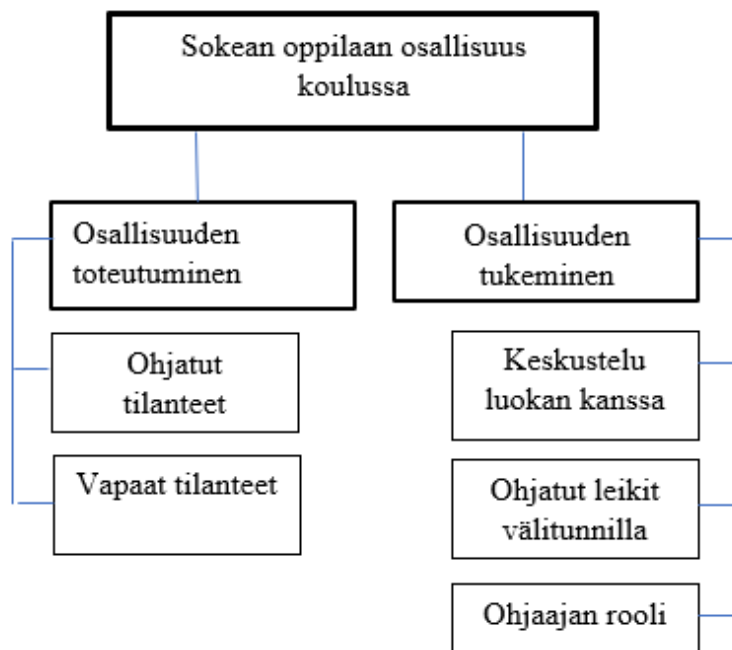 Sokean oppilaan osallisuus
koulussa
Osallisuuden
toteutuminen
Ohjatut
tilanteet
Vapaat tilanteet
Osallisuuden
tukeminen
Keskustelu
luokan kanssa
Ohjatut leikit
välitunnilla
Ohjaajan rooli